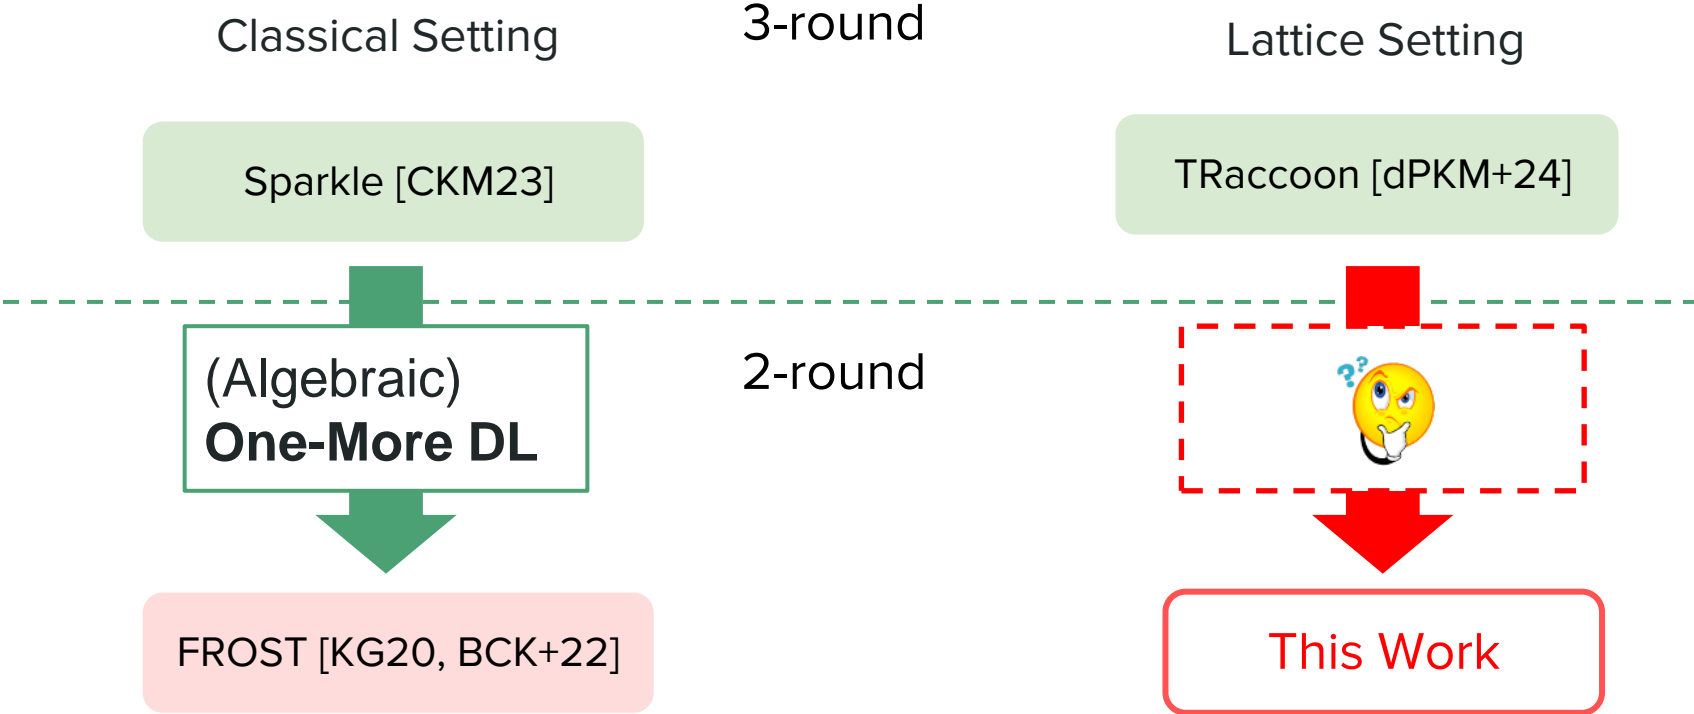 Classical Setting
3-round
Lattice Setting
Sparkle [CKM23]
TRaccoon [dPKM+24]
(Algebraic)
One-More DL
2-round
??
FROST [KG20, BCK+22]
This Work